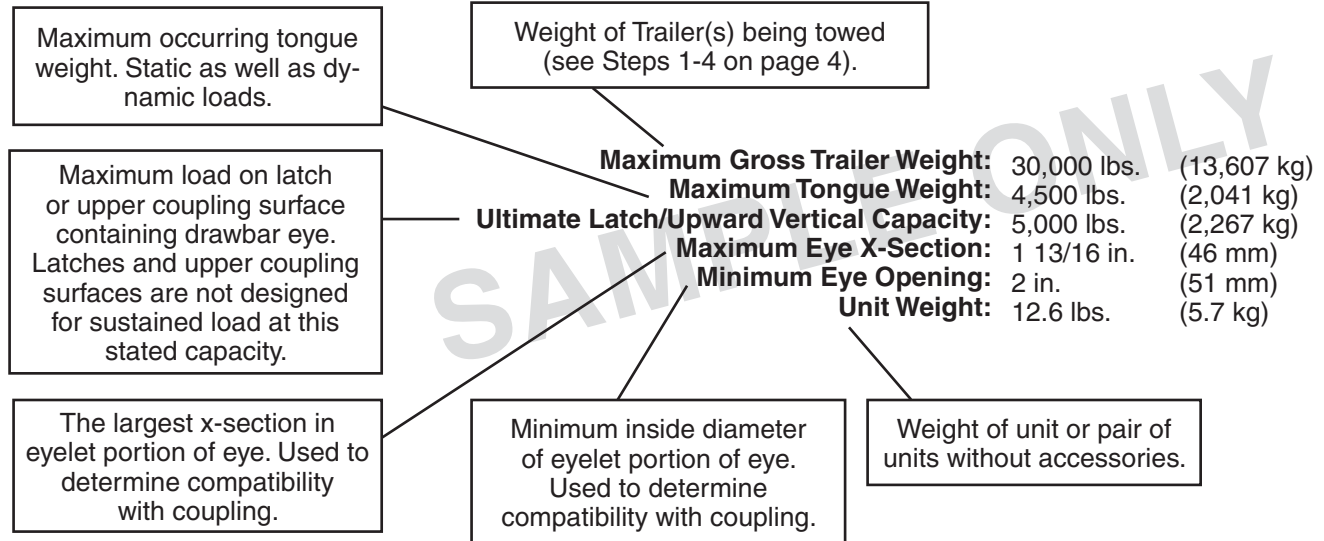 Maximum occurring tongue
weight. Static as well as dy-
namic loads.
Weight of Trailer(s) being towed
(see Steps 1-4 on page 4).
Maximum load on latch
or upper coupling surface
containing drawbar eye.
Latches and upper coupling
surfaces are not designed
for sustained load at this
stated capacity.
SAMPLE ONLY
Maximum Gross Trailer Weight: 30,000 lbs. (13,607 kg)
Maximum Tongue Weight: 4,500 lbs. (2,041 kg)
Ultimate Latch/Upward Vertical Capacity: 5,000 lbs. (2,267 kg)
Maximum Eye X-Section: 1 13/16 in. (46 mm)
Minimum Eye Opening: 2 in. (51 mm)
Unit Weight: 12.6 lbs. (5.7 kg)
The largest x-section in
eyelet portion of eye. Used to
determine compatibility
with coupling.
Minimum inside diameter
of eyelet portion of eye.
Used to determine
compatibility with coupling.
Weight of unit or pair of
units without accessories.